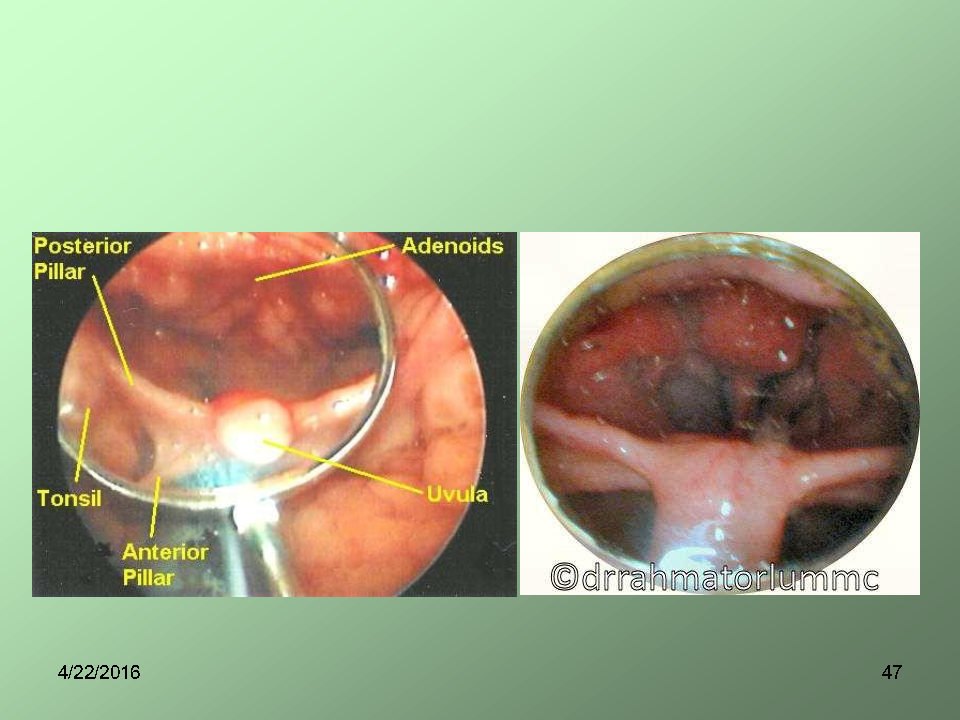 Posterior
Pillar
Adenoids
Tonsil
Uvula
Anterior
Pillar
©drrahmatorlummc
4/22/2016
47